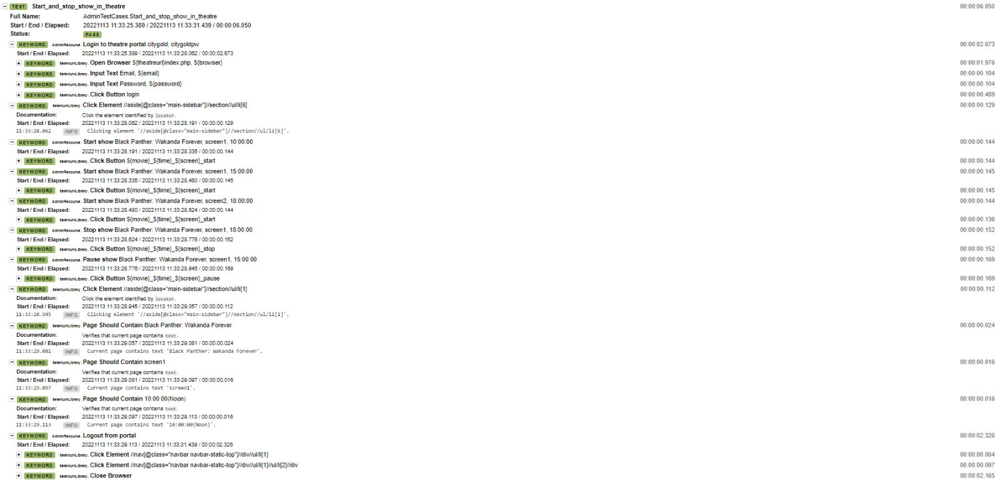 TEST Start_and_stop_show_in_theatre 00:00:06.050
Full Name: AdminTestCases.Start_and_stop_show_in_theatre
Start / End / Elapsed: 20221113 11:33:25.389 / 20221113 11:33:31.439 / 00:00:06.050
Status: PASS
KEYWORD AdminResource. Login to theatre portal citygold, citygoldpw 00:00:02.673
Start / End / Elapsed: 20221113 11:33:25.389 / 20221113 11:33:28.062 / 00:00:02.673
KEYWORD SeleniumLibrary. Open Browser ${theatreurl}index.php, ${browser} 00:00:01.976
KEYWORD SeleniumLibrary. Input Text Email, ${email} 00:00:00.104
KEYWORD SeleniumLibrary. Input Text Password, ${password} 00:00:00.104
KEYWORD SeleniumLibrary. Click Button login 00:00:00.489
KEYWORD SeleniumLibrary. Click Element //aside[@class="main-sidebar"]//section//ul/li[6] 00:00:00.129
Documentation: Click the element identified by locator.
Start / End / Elapsed: 20221113 11:33:28.062 / 20221113 11:33:28.191 / 00:00:00.129
11:33:28.062 INFO Clicking element '//aside[@class="main-sidebar"]//section//ul/li[6]'.
KEYWORD AdminResource. Start show Black Panther: Wakanda Forever, screen1, 10:00:00 00:00:00.144
Start / End / Elapsed: 20221113 11:33:28.191 / 20221113 11:33:28.335 / 00:00:00.144
KEYWORD SeleniumLibrary. Click Button ${movie}_${time}_${screen}_start 00:00:00.144
KEYWORD AdminResource. Start show Black Panther: Wakanda Forever, screen1, 15:00:00 00:00:00.145
Start / End / Elapsed: 20221113 11:33:28.335 / 20221113 11:33:28.480 / 00:00:00.145
KEYWORD SeleniumLibrary. Click Button ${movie}_${time}_${screen}_start 00:00:00.145
KEYWORD AdminResource. Start show Black Panther: Wakanda Forever, screen2, 18:00:00 00:00:00.144
Start / End / Elapsed: 20221113 11:33:28.480 / 20221113 11:33:28.624 / 00:00:00.144
KEYWORD SeleniumLibrary. Click Button ${movie}_${time}_${screen}_start 00:00:00.136
KEYWORD AdminResource. Stop show Black Panther: Wakanda Forever, screen1, 18:00:00 00:00:00.152
Start / End / Elapsed: 20221113 11:33:28.624 / 20221113 11:33:28.776 / 00:00:00.152
KEYWORD SeleniumLibrary. Click Button ${movie}_${time}_${screen}_stop 00:00:00.152
KEYWORD AdminResource. Pause show Black Panther: Wakanda Forever, screen1, 15:00:00 00:00:00.169
Start / End / Elapsed: 20221113 11:33:28.776 / 20221113 11:33:28.945 / 00:00:00.169
KEYWORD SeleniumLibrary. Click Button ${movie}_${time}_${screen}_pause 00:00:00.169
KEYWORD SeleniumLibrary. Click Element //aside[@class="main-sidebar"]//section//ul/li[1] 00:00:00.112
Documentation: Click the element identified by locator.
Start / End / Elapsed: 20221113 11:33:28.945 / 20221113 11:33:29.057 / 00:00:00.112
11:33:28.945 INFO Clicking element '//aside[@class="main-sidebar"]//section//ul/li[1]'.
KEYWORD SeleniumLibrary. Page Should Contain Black Panther: Wakanda Forever 00:00:00.024
Documentation: Verifies that current page contains text.
Start / End / Elapsed: 20221113 11:33:29.057 / 20221113 11:33:29.081 / 00:00:00.024
11:33:29.081 INFO Current page contains text 'Black Panther: Wakanda Forever'.
KEYWORD SeleniumLibrary. Page Should Contain screen1 00:00:00.016
Documentation: Verifies that current page contains text.
Start / End / Elapsed: 20221113 11:33:29.081 / 20221113 11:33:29.097 / 00:00:00.016
11:33:29.097 INFO Current page contains text 'screen1'.
KEYWORD SeleniumLibrary. Page Should Contain 10:00:00(Noon) 00:00:00.016
Documentation: Verifies that current page contains text.
Start / End / Elapsed: 20221113 11:33:29.097 / 20221113 11:33:29.113 / 00:00:00.016
11:33:29.113 INFO Current page contains text '10:00:00(Noon)'.
KEYWORD AdminResource. Logout from portal 00:00:02.326
Start / End / Elapsed: 20221113 11:33:29.113 / 20221113 11:33:31.439 / 00:00:02.326
KEYWORD SeleniumLibrary. Click Element //nav[@class="navbar navbar-static-top"]//div//ul/li[1] 00:00:00.064
KEYWORD SeleniumLibrary. Click Element //nav[@class="navbar navbar-static-top"]//div//ul/li[1]//ul/li[2]//div 00:00:00.097
KEYWORD SeleniumLibrary. Close Browser 00:00:02.165